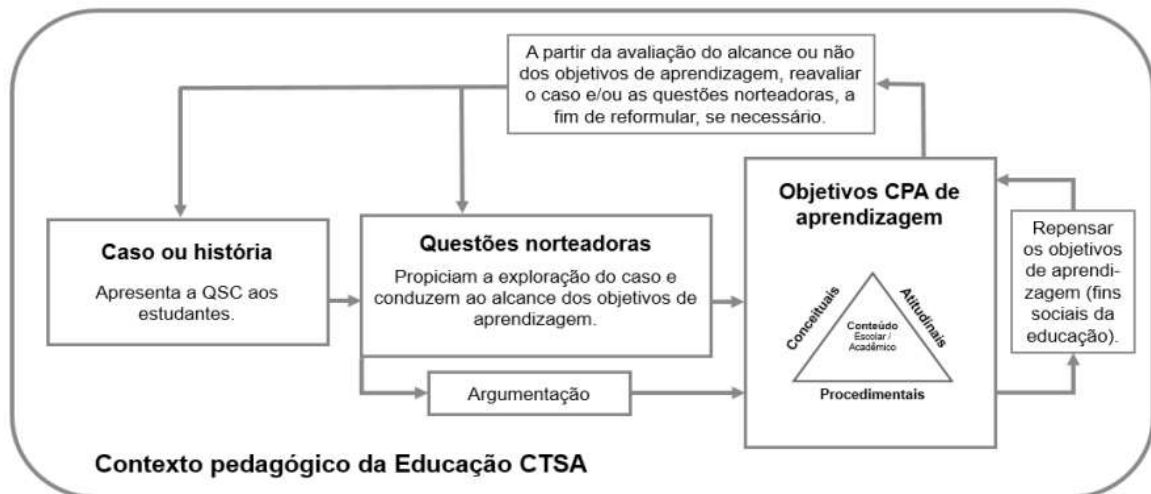 A partir da avaliação do alcance ou não
dos objetivos de aprendizagem, reavaliar
o caso e/ou as questões norteadoras, a
fim de reformular, se necessário.
Caso ou história
Apresenta a QSC aos
estudantes.
Questões norteadoras
Propiciam a exploração do caso e
conduzem ao alcance dos objetivos de
aprendizagem.
Argumentação
Objetivos CPA de
aprendizagem
Conceituais
Atitudinais
Conteúdo
Escolar /
Acadêmico
Procedimentais
Repensar
os objetivos
de aprendi-
zagem (fins
sociais da
educação).
Contexto pedagógico da Educação CTSA